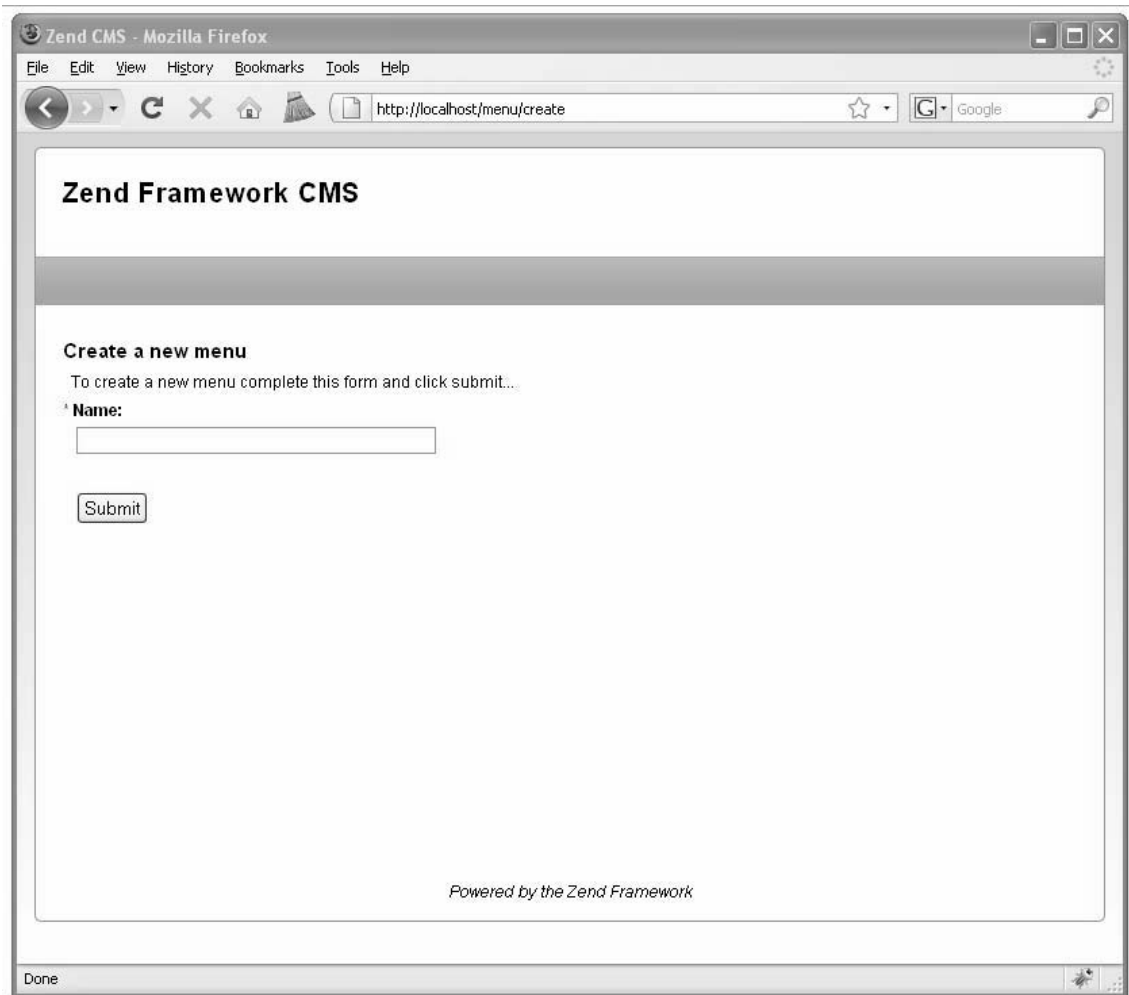 Zend CMS - Mozilla Firefox
File Edit View History Bookmarks Tools Help
http://localhost/menu/create
G Google
Zend Framework CMS
Create a new menu
To create a new menu complete this form and click submit...
* Name:
Submit
Powered by the Zend Framework
Done